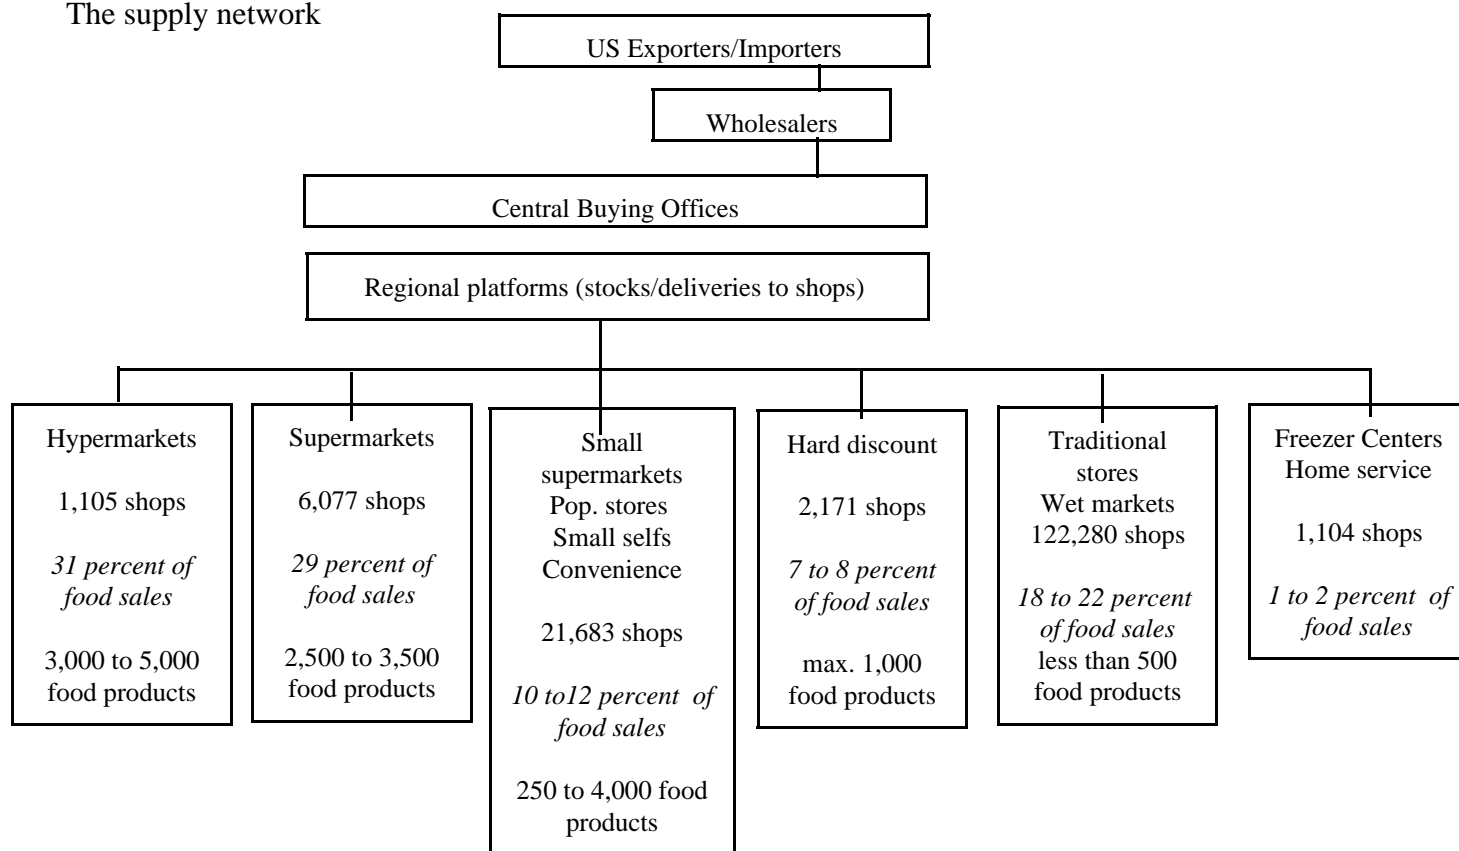 The supply network
US Exporters/Importers
Wholesalers
Central Buying Offices
Regional platforms (stocks/deliveries to shops)
Hypermarkets
1,105 shops
31 percent of
food sales
3,000 to 5,000
food products
Supermarkets
6,077 shops
29 percent of
food sales
2,500 to 3,500
food products
Small
supermarkets
Pop. stores
Small selfs
Convenience
21,683 shops
10 to12 percent of
food sales
250 to 4,000 food
products
Hard discount
2,171 shops
7 to 8 percent
of food sales
max. 1,000
food products
Traditional
stores
Wet markets
122,280 shops
18 to 22 percent
of food sales
less than 500
food products
Freezer Centers
Home service
1,104 shops
1 to 2 percent of
food sales